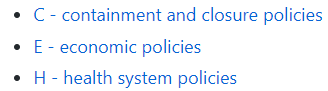 C - containment and closure policies
E - economic policies
H - health system policies